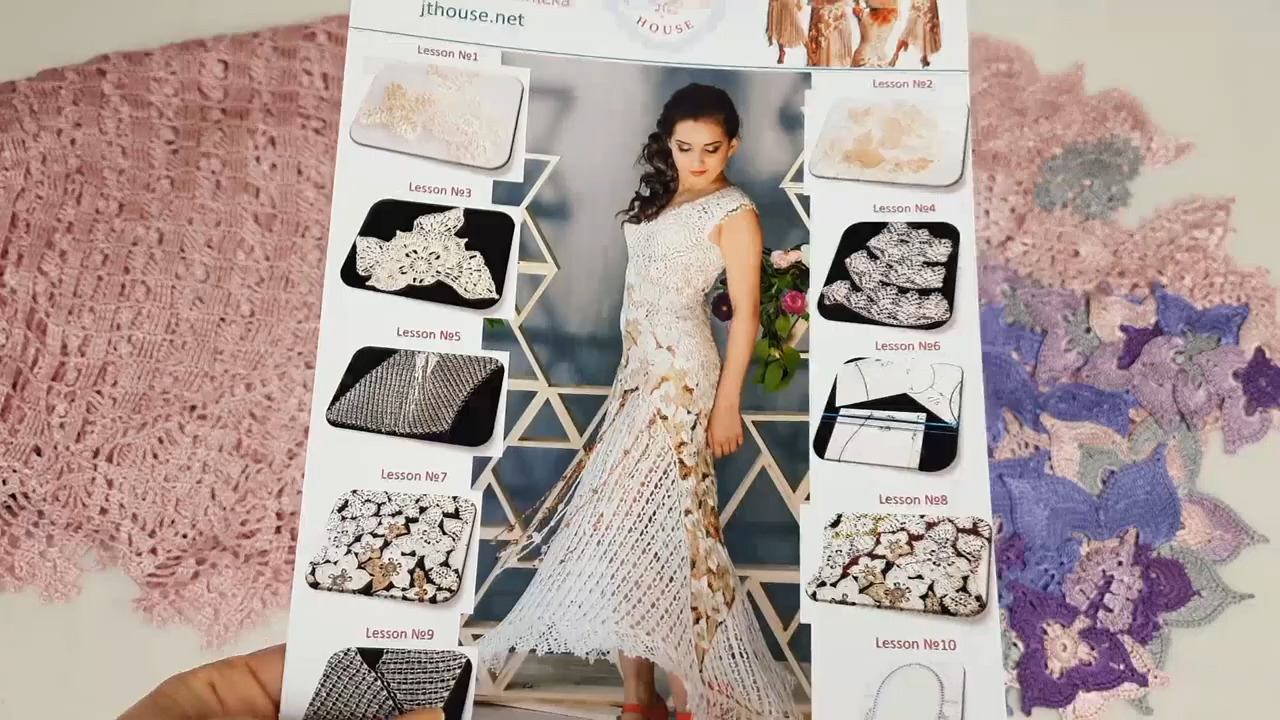 jthouse.net
HOUSE
Lesson №1
Lesson №2
Lesson №3
Lesson №4
Lesson №5
Lesson №6
Lesson №7
Lesson №8
Lesson №9
Lesson №10